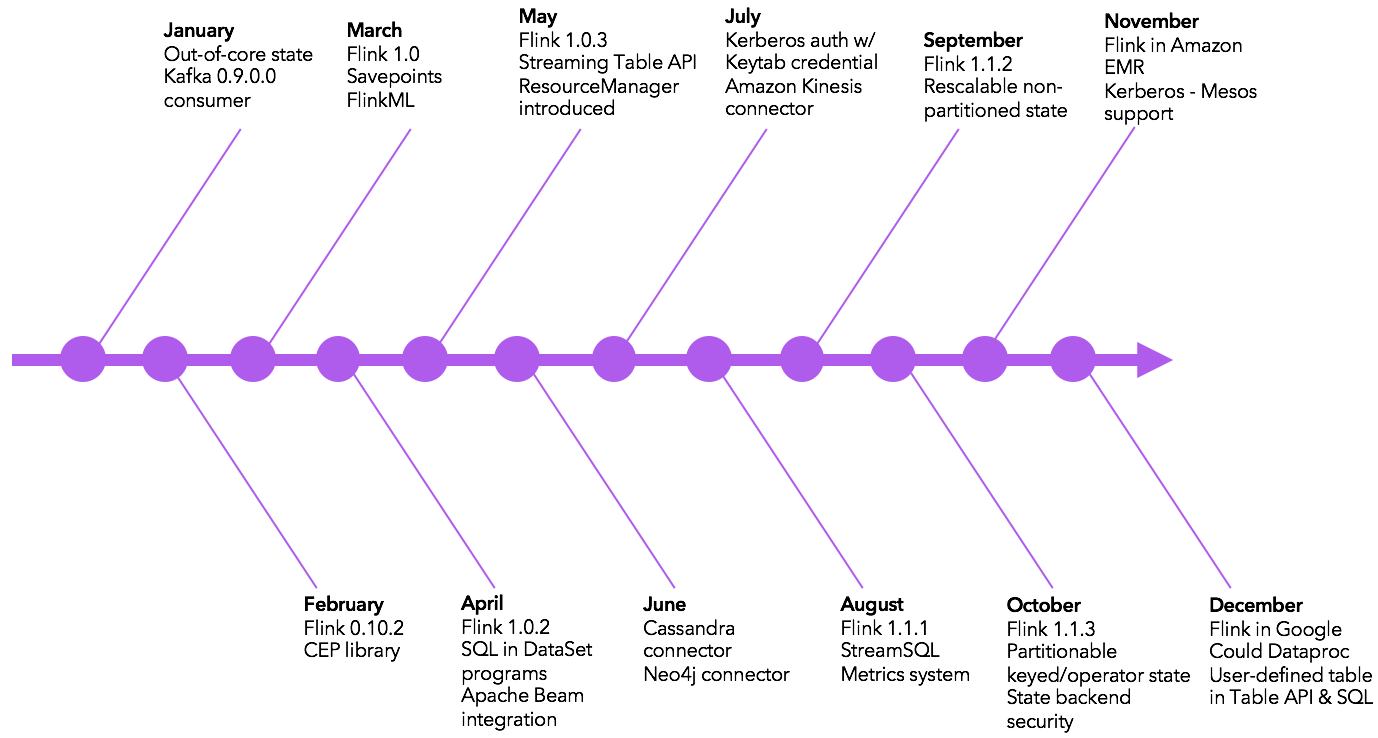 January
Out-of-core state
Kafka 0.9.0.0
consumer
March
Flink 1.0
Savepoints
FlinkML
May
Flink 1.0.3
Streaming Table API
ResourceManager
introduced
July
Kerberos auth w/
Keytab credential
Amazon Kinesis
connector
September
Flink 1.1.2
Rescalable non-
partitioned state
November
Flink in Amazon
EMR
Kerberos - Mesos
support
February
Flink 0.10.2
CEP library
April
Flink 1.0.2
SQL in DataSet
programs
Apache Beam
integration
June
Cassandra
connector
Neo4j connector
August
Flink 1.1.1
StreamSQL
Metrics system
October
Flink 1.1.3
Partitionable
keyed/operator state
State backend
security
December
Flink in Google
Could Dataproc
User-defined table
in Table API & SQL